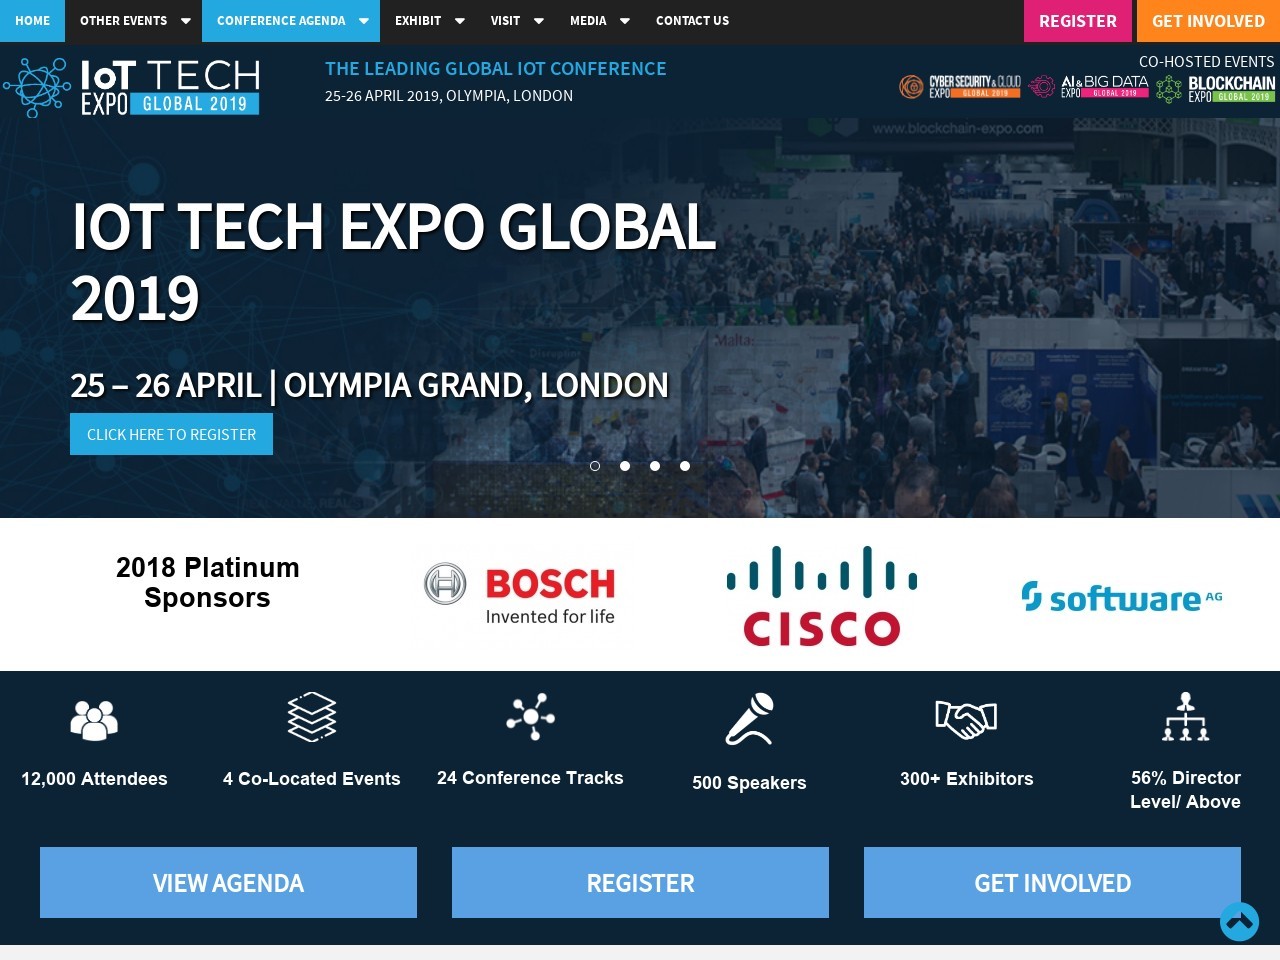 HOME
OTHER EVENTS
CONFERENCE AGENDA
EXHIBIT
VISIT
MEDIA
CONTACT US
REGISTER
GET INVOLVED
IoT TECH
EXPO GLOBAL 2019
THE LEADING GLOBAL IOT CONFERENCE
25-26 APRIL 2019, OLYMPIA, LONDON
CO-HOSTED EVENTS
CYBER SECURITY & CLOUD
EXPO GLOBAL 2019
AI & BIG DATA
EXPO GLOBAL 2019
BLOCKCHAIN
EXPO GLOBAL 2019
www.blockchain-expo.com
Malta:
IOT TECH EXPO GLOBAL
2019
25 – 26 APRIL | OLYMPIA GRAND, LONDON
CLICK HERE TO REGISTER
2018 Platinum
Sponsors
BOSCH
Invented for life
CISCO
software AG
12,000 Attendees
4 Co-Located Events
24 Conference Tracks
500 Speakers
300+ Exhibitors
56% Director
Level/ Above
VIEW AGENDA
REGISTER
GET INVOLVED